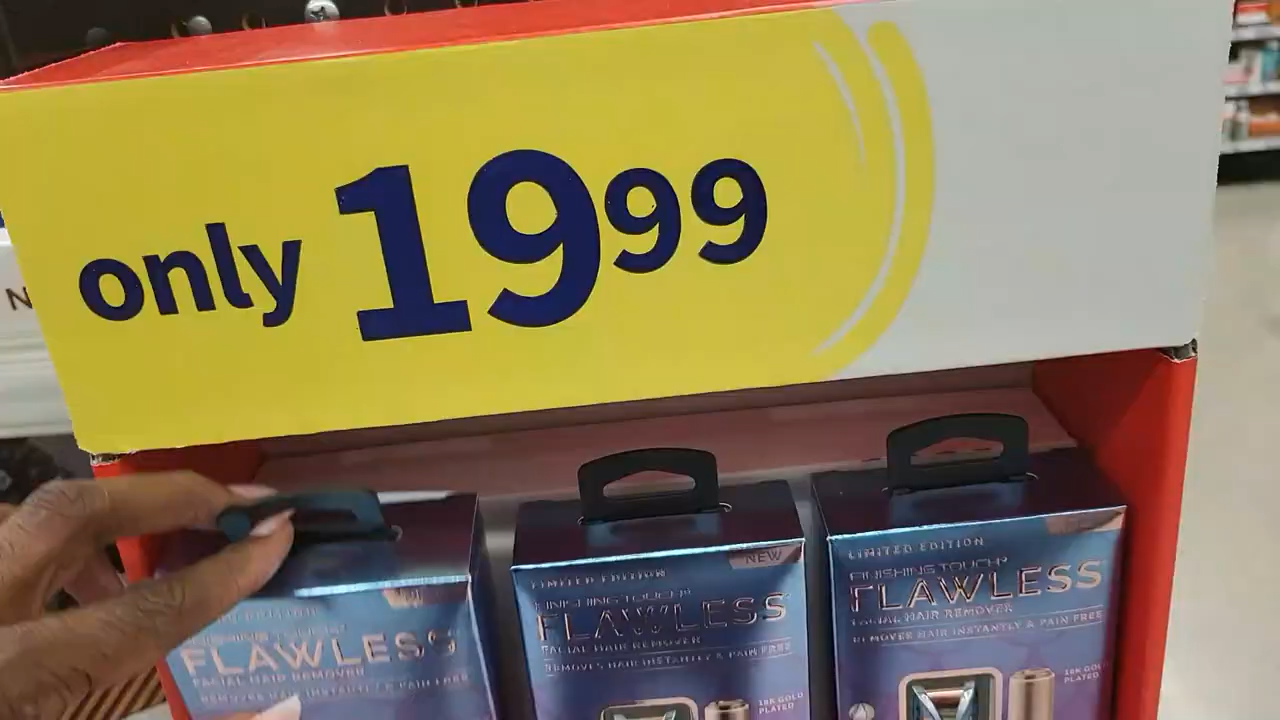 only 1999
N
FLAWLESS
FACIAL HAIR REMOVER
REMOVES HAIR INSTANTLY & PAIN FREE
NEW
LIMITED EDITION
FINISHING TOUCH
FLAWLESS
FACIAL HAIR REMOVER
REMOVES HAIR INSTANTLY & PAIN FREE
18K GOLD
PLATED
LIMITED EDITION
FINISHING TOUCH
FLAWLESS
FACIAL HAIR REMOVER
REMOVES HAIR INSTANTLY & PAIN FREE
18K GOLD
PLATED